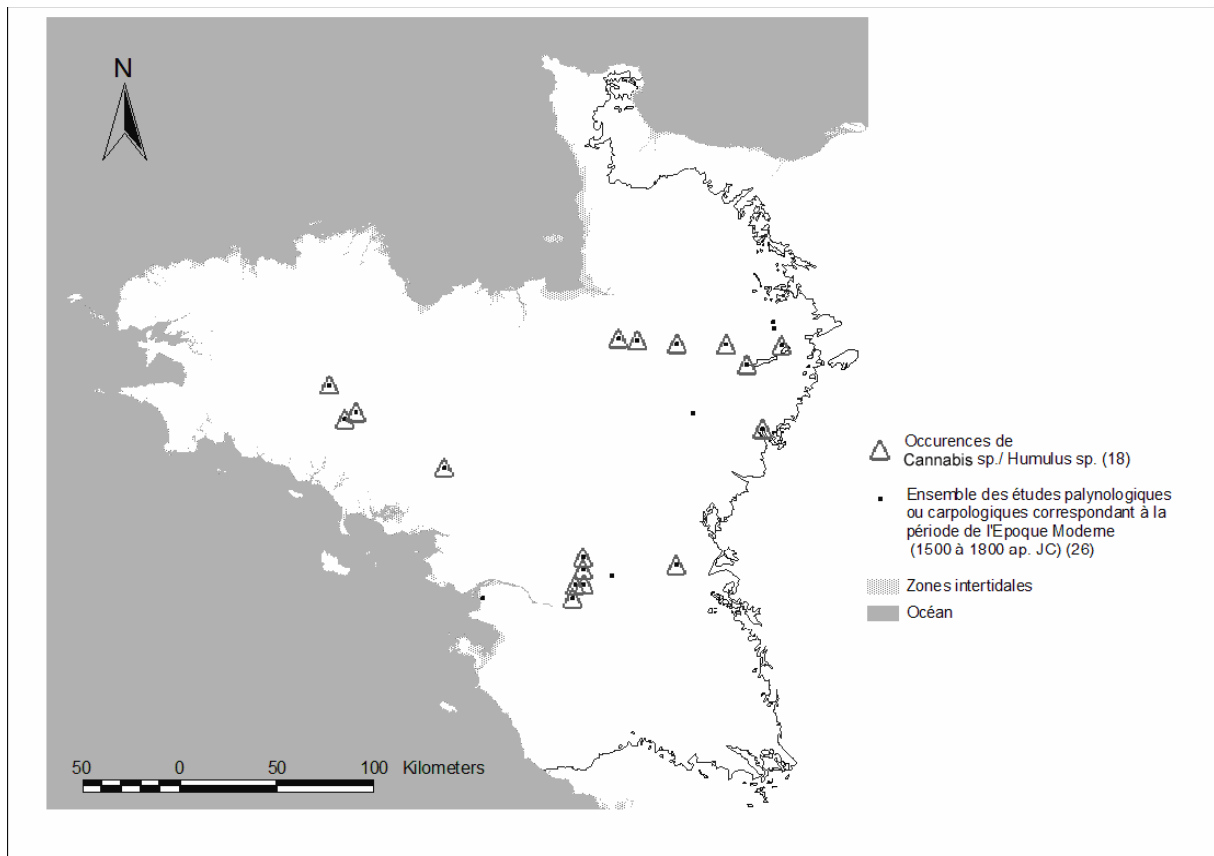 N
Occurences de
Cannabis sp./ Humulus sp. (18)
Ensemble des études palynologiques
ou carpologiques correspondant à la
période de l'Epoque Moderne
(1500 à 1800 ap. JC) (26)
Zones intertidales
Océan
50 0 50 100 Kilometers